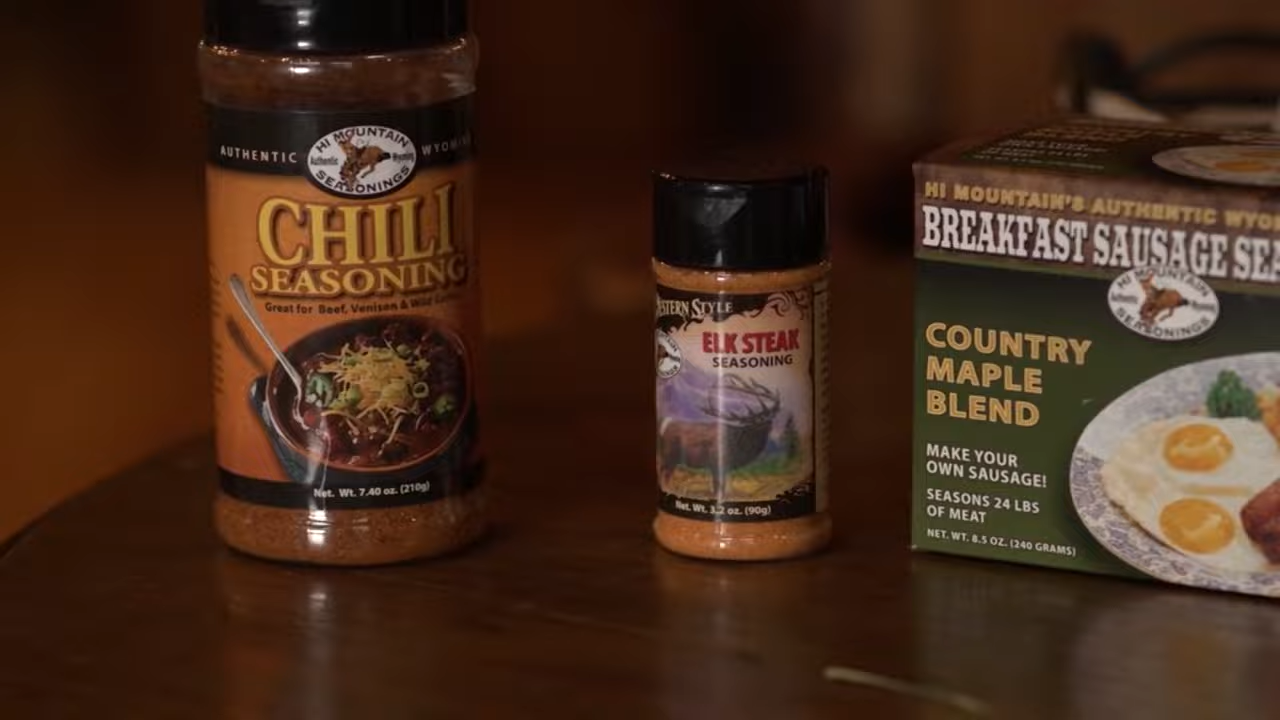 AUTHENTIC
HI MOUNTAIN
Authentic Wyoming
SEASONINGS
CHILI
SEASONING
Great for Beef, Venison & Wild
Net. Wt. 7.40 oz. (210g)
STYLE
ELK STEAK
SEASONING
Net. Wt. 3.2 oz. (90g)
HI MOUNTAIN'S AUTHENTIC WYO
BREAKFAST SAUSAGE SEA
HI MOUNTAIN
Authentic Wyoming
SEASONINGS
COUNTRY
MAPLE
BLEND
MAKE YOUR
OWN SAUSAGE!
SEASONS 24 LBS
OF MEAT
NET. WT. 8.5 OZ. (240 GRAMS)